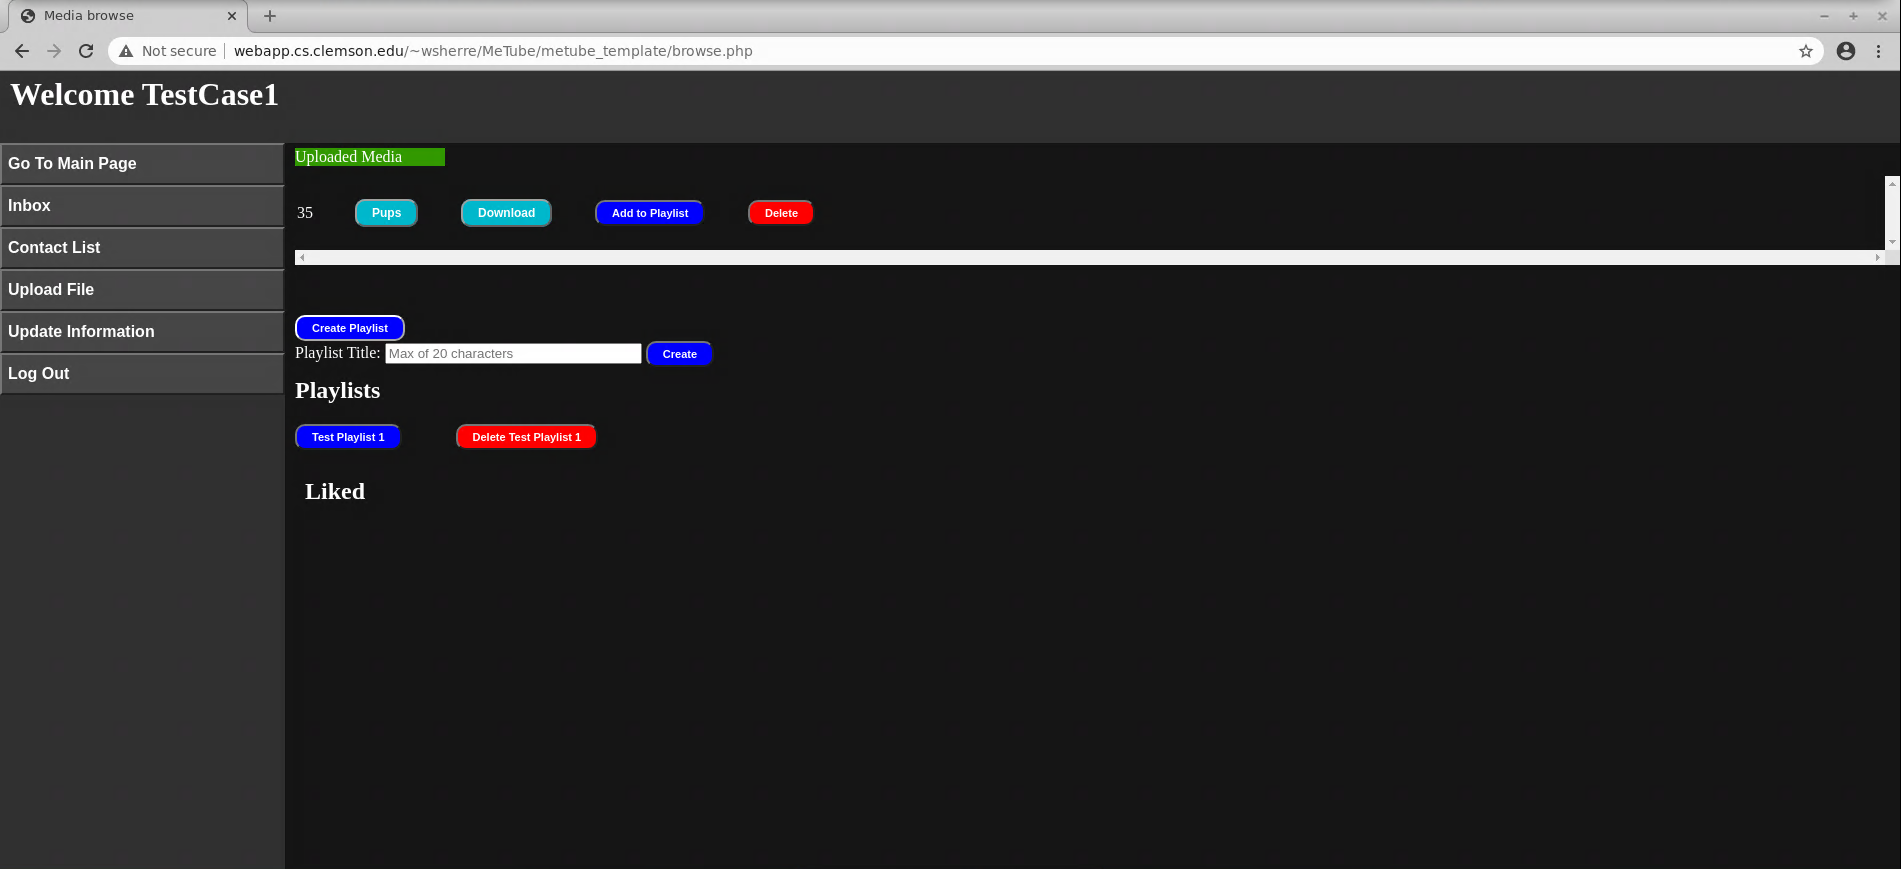 Media browse
Not secure webapp.cs.clemson.edu/~wsherre/MeTube/metube_template/browse.php
Welcome TestCase1
Go To Main Page
Inbox
Contact List
Upload File
Update Information
Log Out
Uploaded Media
35 Pups Download Add to Playlist Delete
Create Playlist
Playlist Title: Max of 20 characters Create
Playlists
Test Playlist 1 Delete Test Playlist 1
Liked